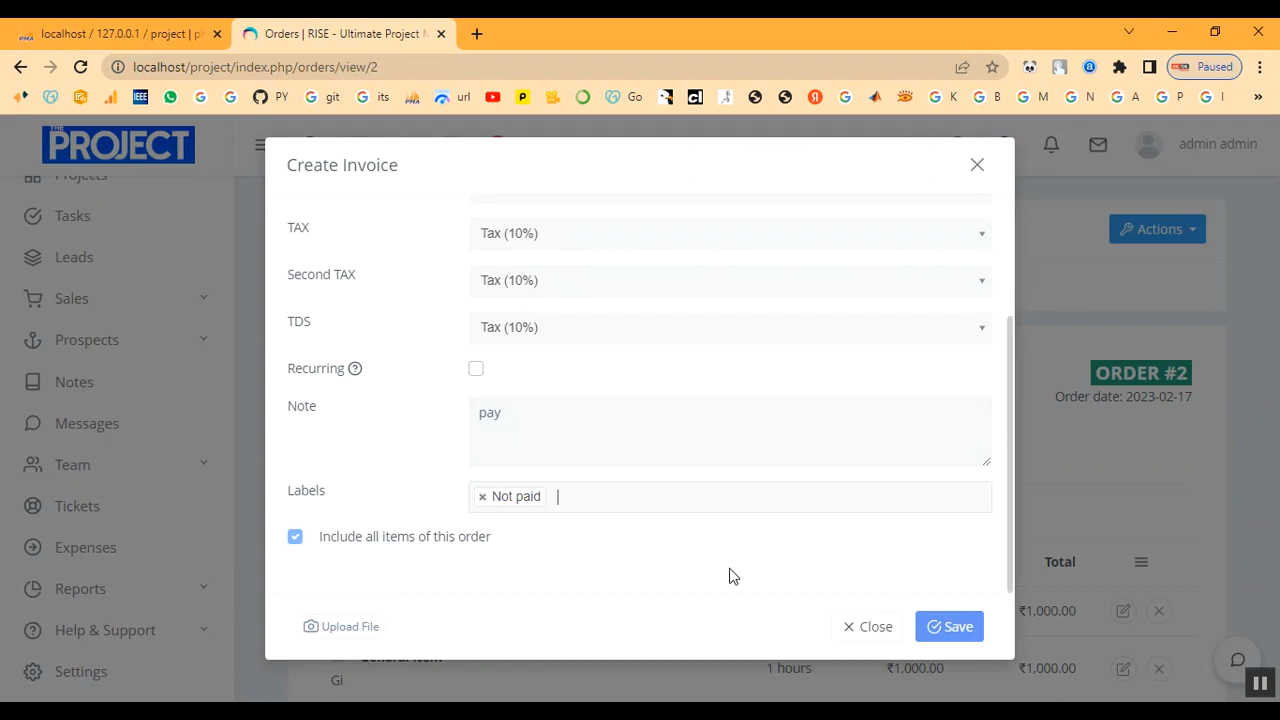 localhost / 127.0.0.1 / project | p
Orders | RISE - Ultimate Project M
localhost/project/index.php/orders/view/2
Paused
PY
git
its
url
Go
K
B
M
N
A
P
I
THE
PROJECT
admin admin
Projects
Tasks
Leads
Sales
Prospects
Notes
Messages
Team
Tickets
Expenses
Reports
Help & Support
Settings
Actions
ORDER #2
Order date: 2023-02-17
Total
₹1,000.00
General Item
1 hours
₹1,000.00
₹1,000.00
Gi
Create Invoice
TAX
Tax (10%)
Second TAX
Tax (10%)
TDS
Tax (10%)
Recurring
Note
pay
Labels
Not paid
Include all items of this order
Upload File
Close
Save